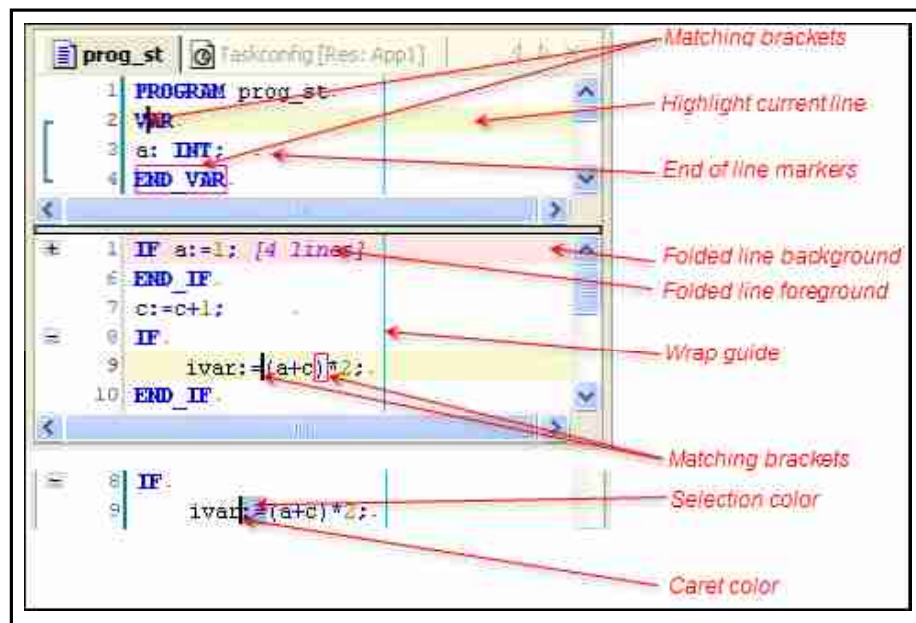 prog_st Taskconfig [Res: App1] 4 b x
Matching brackets
1 PROGRAM prog_st
Highlight current line
2 VAR
3 a: INT;
End of line markers
4 END_VAR
1 IF a:=1; [4 lines]
Folded line background
6 END_IF
Folded line foreground
7 c:=c+1;
8 IF
Wrap guide
9 ivar:=(a+c)*2;
10 END_IF
Matching brackets
8 IF
Selection color
9 ivar:=(a+c)*2;
Caret color